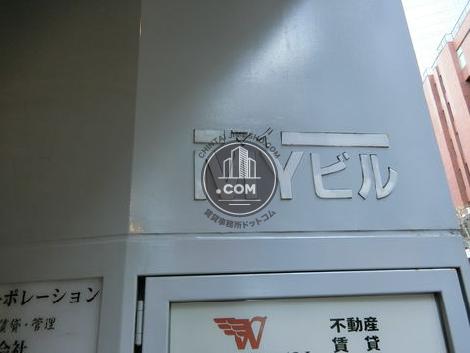 CHINTAI-JIMUSHO.COM
.COM
賃貸事務所ドットコム
Yビル
ーポレーション
賃貸・管理
会社
W
不動産
賃貸